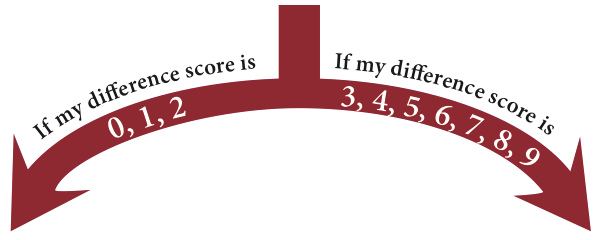 If my difference score is
0, 1, 2
If my difference score is
3, 4, 5, 6, 7, 8, 9